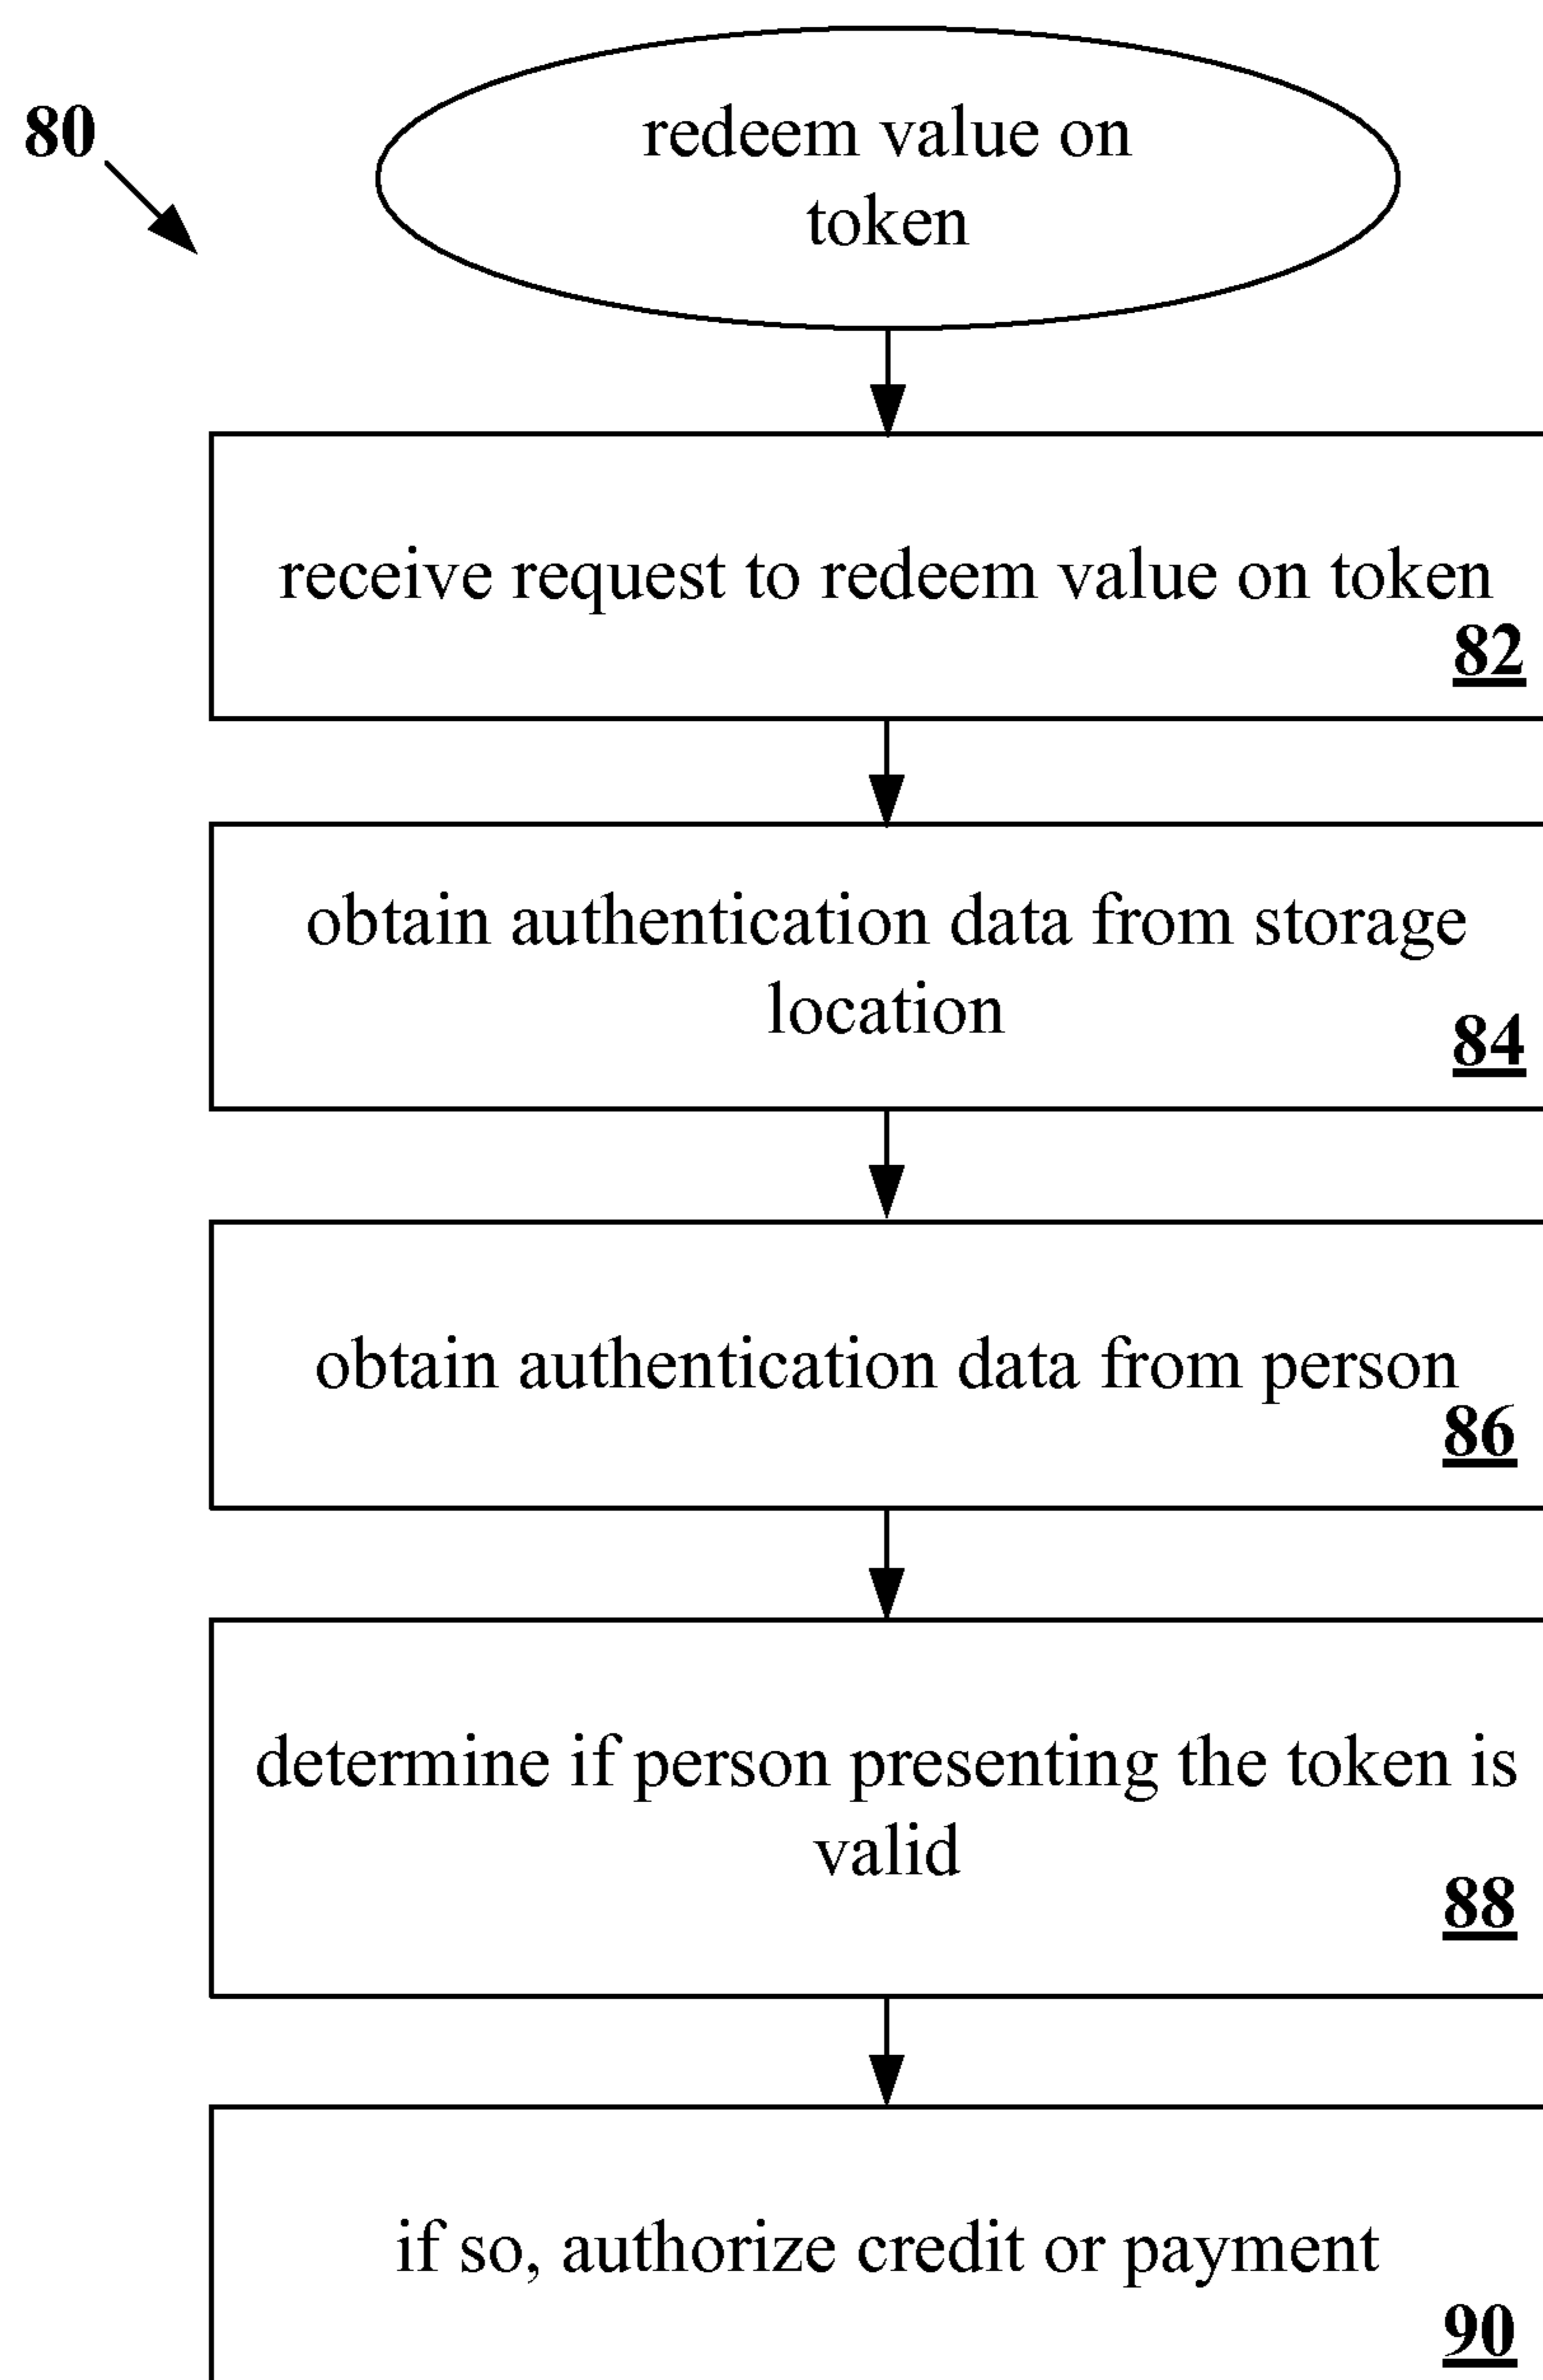 80
redeem value on
token
receive request to redeem value on token
82
obtain authentication data from storage
location
84
obtain authentication data from person
86
determine if person presenting the token is
valid
88
if so, authorize credit or payment
90